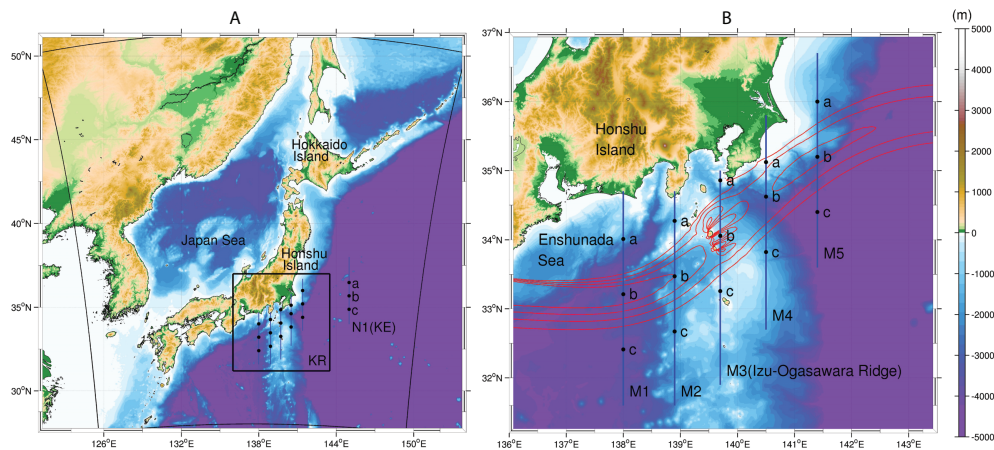 A
B
(m)
50°N
45°N
40°N
35°N
30°N
126°E
132°E
138°E
144°E
150°E
Hokkaido
Island
Japan Sea
Honshu
Island
a
b
c
N1(KE)
KR
37°N
36°N
35°N
34°N
33°N
32°N
136°E
137°E
138°E
139°E
140°E
141°E
142°E
143°E
Honshu
Island
Enshunada
Sea
a
b
c
M1
a
b
c
M2
a
b
c
M3(Izu-Ogasawara Ridge)
a
b
c
M4
a
b
c
M5
5000
4000
3000
2000
1000
0
-1000
-2000
-3000
-4000
-5000